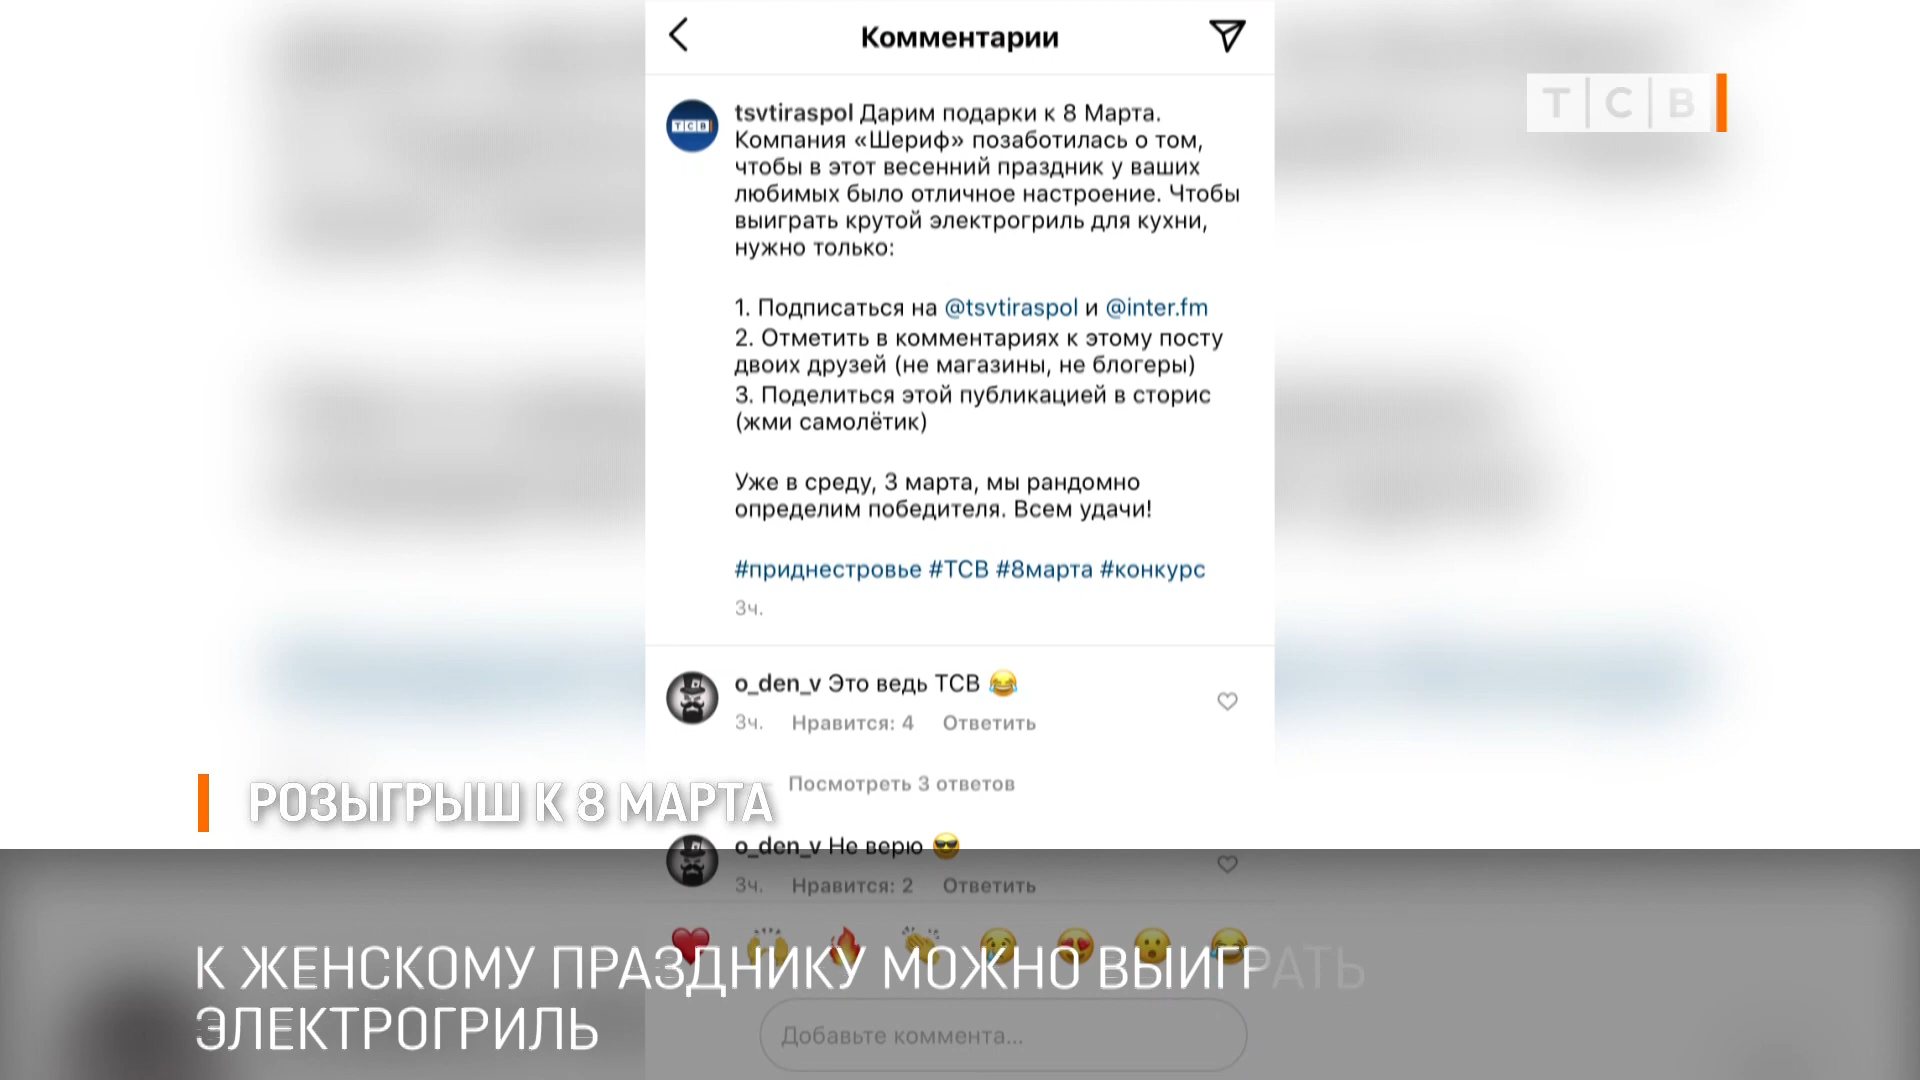 Комментарии
Т|С|В
ТСВ
tsvtiraspol Дарим подарки к 8 Марта.
Компания «Шериф» позаботилась о том,
чтобы в этот весенний праздник у ваших
любимых было отличное настроение. Чтобы
выиграть крутой электрогриль для кухни,
нужно только:
1. Подписаться на @tsvtiraspol и @inter.fm
2. Отметить в комментариях к этому посту
двоих друзей (не магазины, не блогеры)
3. Поделиться этой публикацией в сторис
(жми самолётик)
Уже в среду, 3 марта, мы рандомно
определим победителя. Всем удачи!
#приднестровье #ТСВ #8марта #конкурс
3ч.
o_den_v Это ведь ТСВ 😂
3ч. Нравится: 4 Ответить
Посмотреть 3 ответов
РОЗЫГРЫШ К 8 МАРТА
o_den_v Не верю 😎
3ч. Нравится: 2 Ответить
К ЖЕНСКОМУ ПРАЗДНИКУ МОЖНО ВЫИГРАТЬ
ЭЛЕКТРОГРИЛЬ
Добавьте коммента...